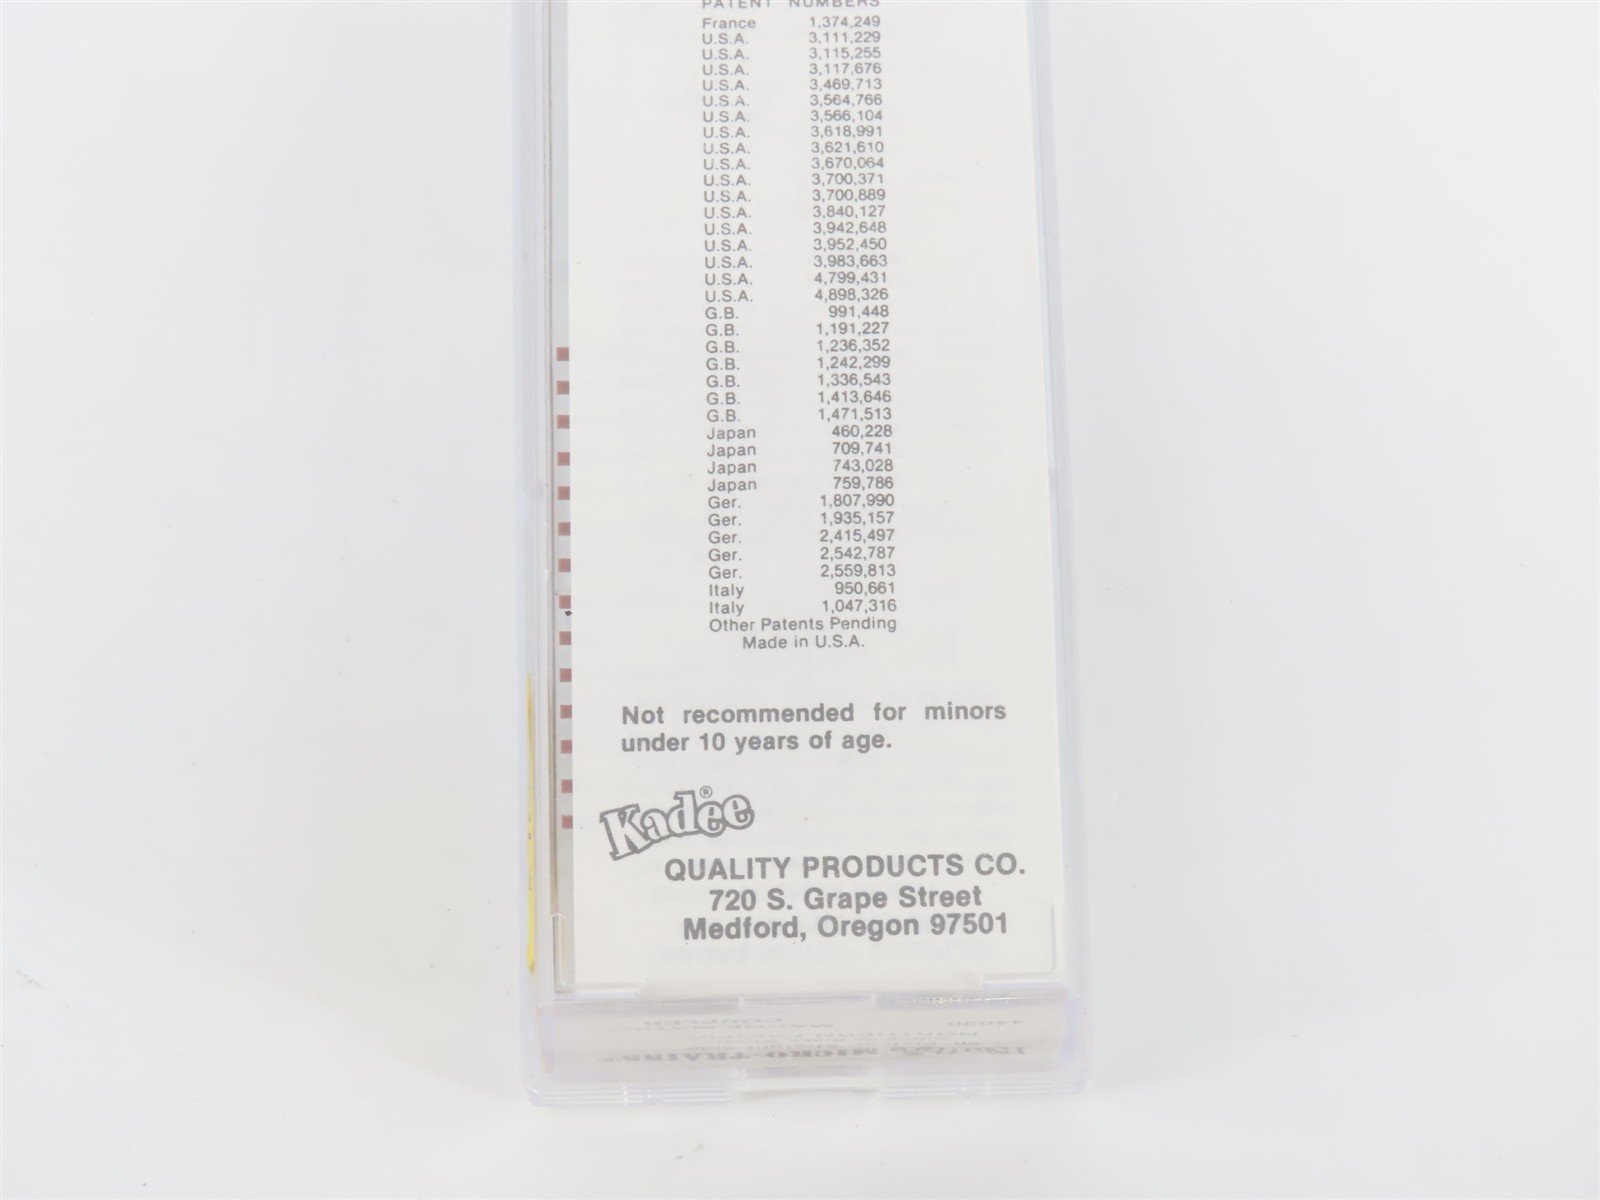 PATENT NUMBERS
France 1,374,249
U.S.A. 3,111,229
U.S.A. 3,115,255
U.S.A. 3,117,676
U.S.A. 3,469,713
U.S.A. 3,564,766
U.S.A. 3,566,104
U.S.A. 3,618,991
U.S.A. 3,621,610
U.S.A. 3,670,064
U.S.A. 3,700,371
U.S.A. 3,700,889
U.S.A. 3,840,127
U.S.A. 3,942,648
U.S.A. 3,952,450
U.S.A. 3,983,663
U.S.A. 4,799,431
U.S.A. 4,898,326
G.B. 991,448
G.B. 1,191,227
G.B. 1,236,352
G.B. 1,242,299
G.B. 1,336,543
G.B. 1,413,646
G.B. 1,471,513
Japan 460,228
Japan 709,741
Japan 743,028
Japan 759,786
Ger. 1,807,990
Ger. 1,935,157
Ger. 2,415,497
Ger. 2,542,787
Ger. 2,559,813
Italy 950,661
Italy 1,047,316
Other Patents Pending
Made in U.S.A.
Not recommended for minors
under 10 years of age.
Kadee®
QUALITY PRODUCTS CO.
720 S. Grape Street
Medford, Oregon 97501
44020 MAGNE-MATIC COUPLER
MICRO-TRAINS